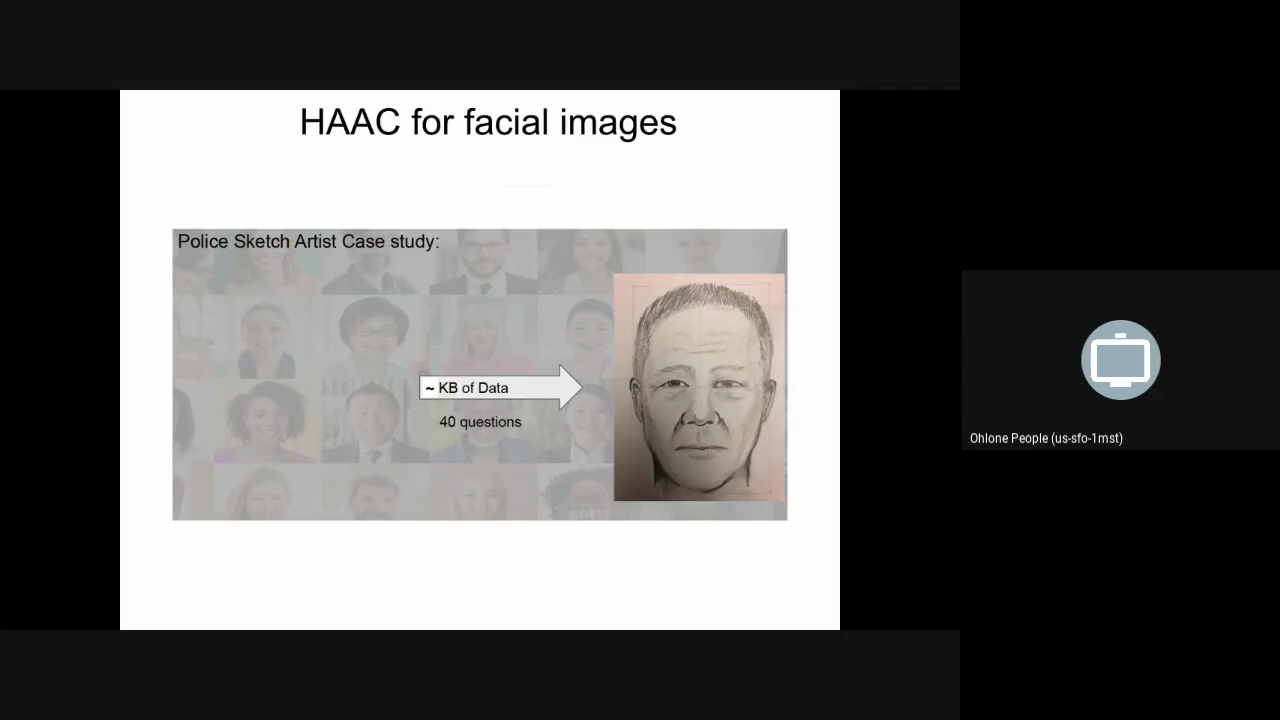 HAAC for facial images
Police Sketch Artist Case study:
~ KB of Data
40 questions
Ohlone People (us-sfo-1mst)